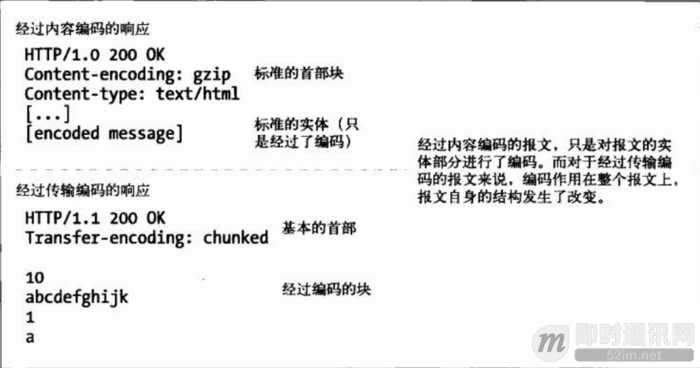 经过内容编码的响应
HTTP/1.0 200 OK
Content-encoding: gzip 标准的首部块
Content-type: text/html
[...]
[encoded message] 标准的实体（只
是经过了编码）
经过内容编码的报文，只是对报文的实
体部分进行了编码。而对于经过传输编
码的报文来说，编码作用在整个报文上，
报文自身的结构发生了改变。
经过传输编码的响应
HTTP/1.1 200 OK
Transfer-encoding: chunked 基本的首部
10
abcdefghijk 经过编码的块
1
a
即时通讯网
52im.net